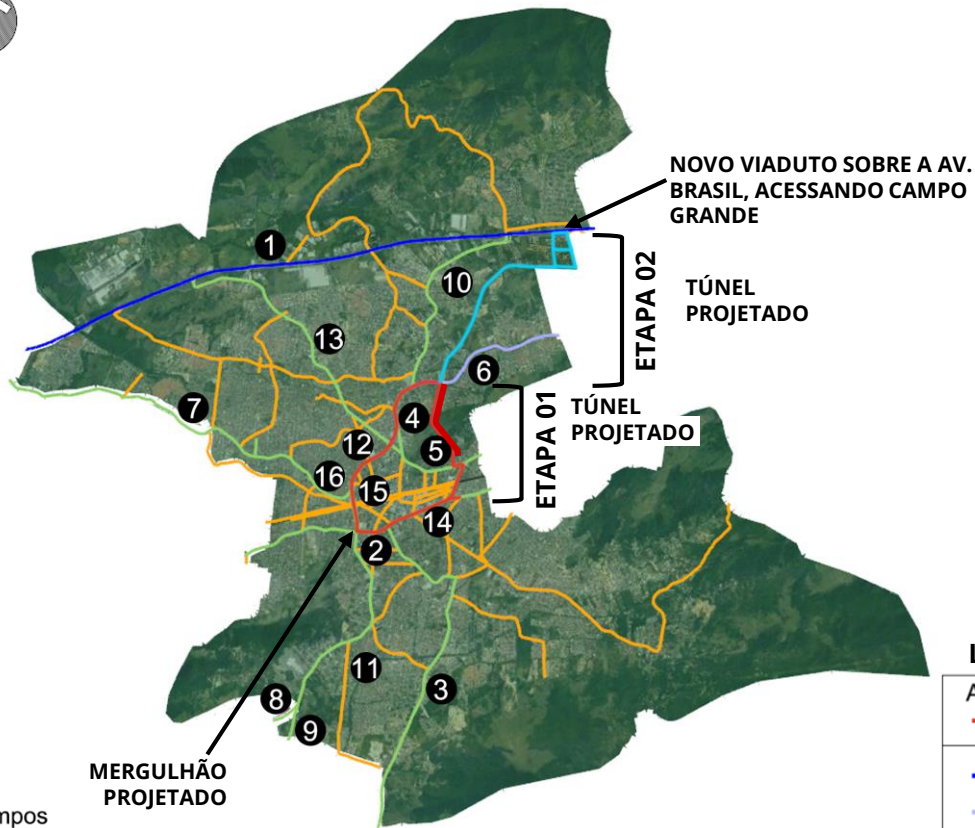 NOVO VIADUTO SOBRE A AV.
BRASIL, ACESSANDO CAMPO
GRANDE
1
ETAPA 02
TÚNEL
PROJETADO
10
13
6
7
4
ETAPA 01
TÚNEL
PROJETADO
12
5
16
15
14
2
11
3
8
9
MERGULHÃO
PROJETADO
L
A
mpos